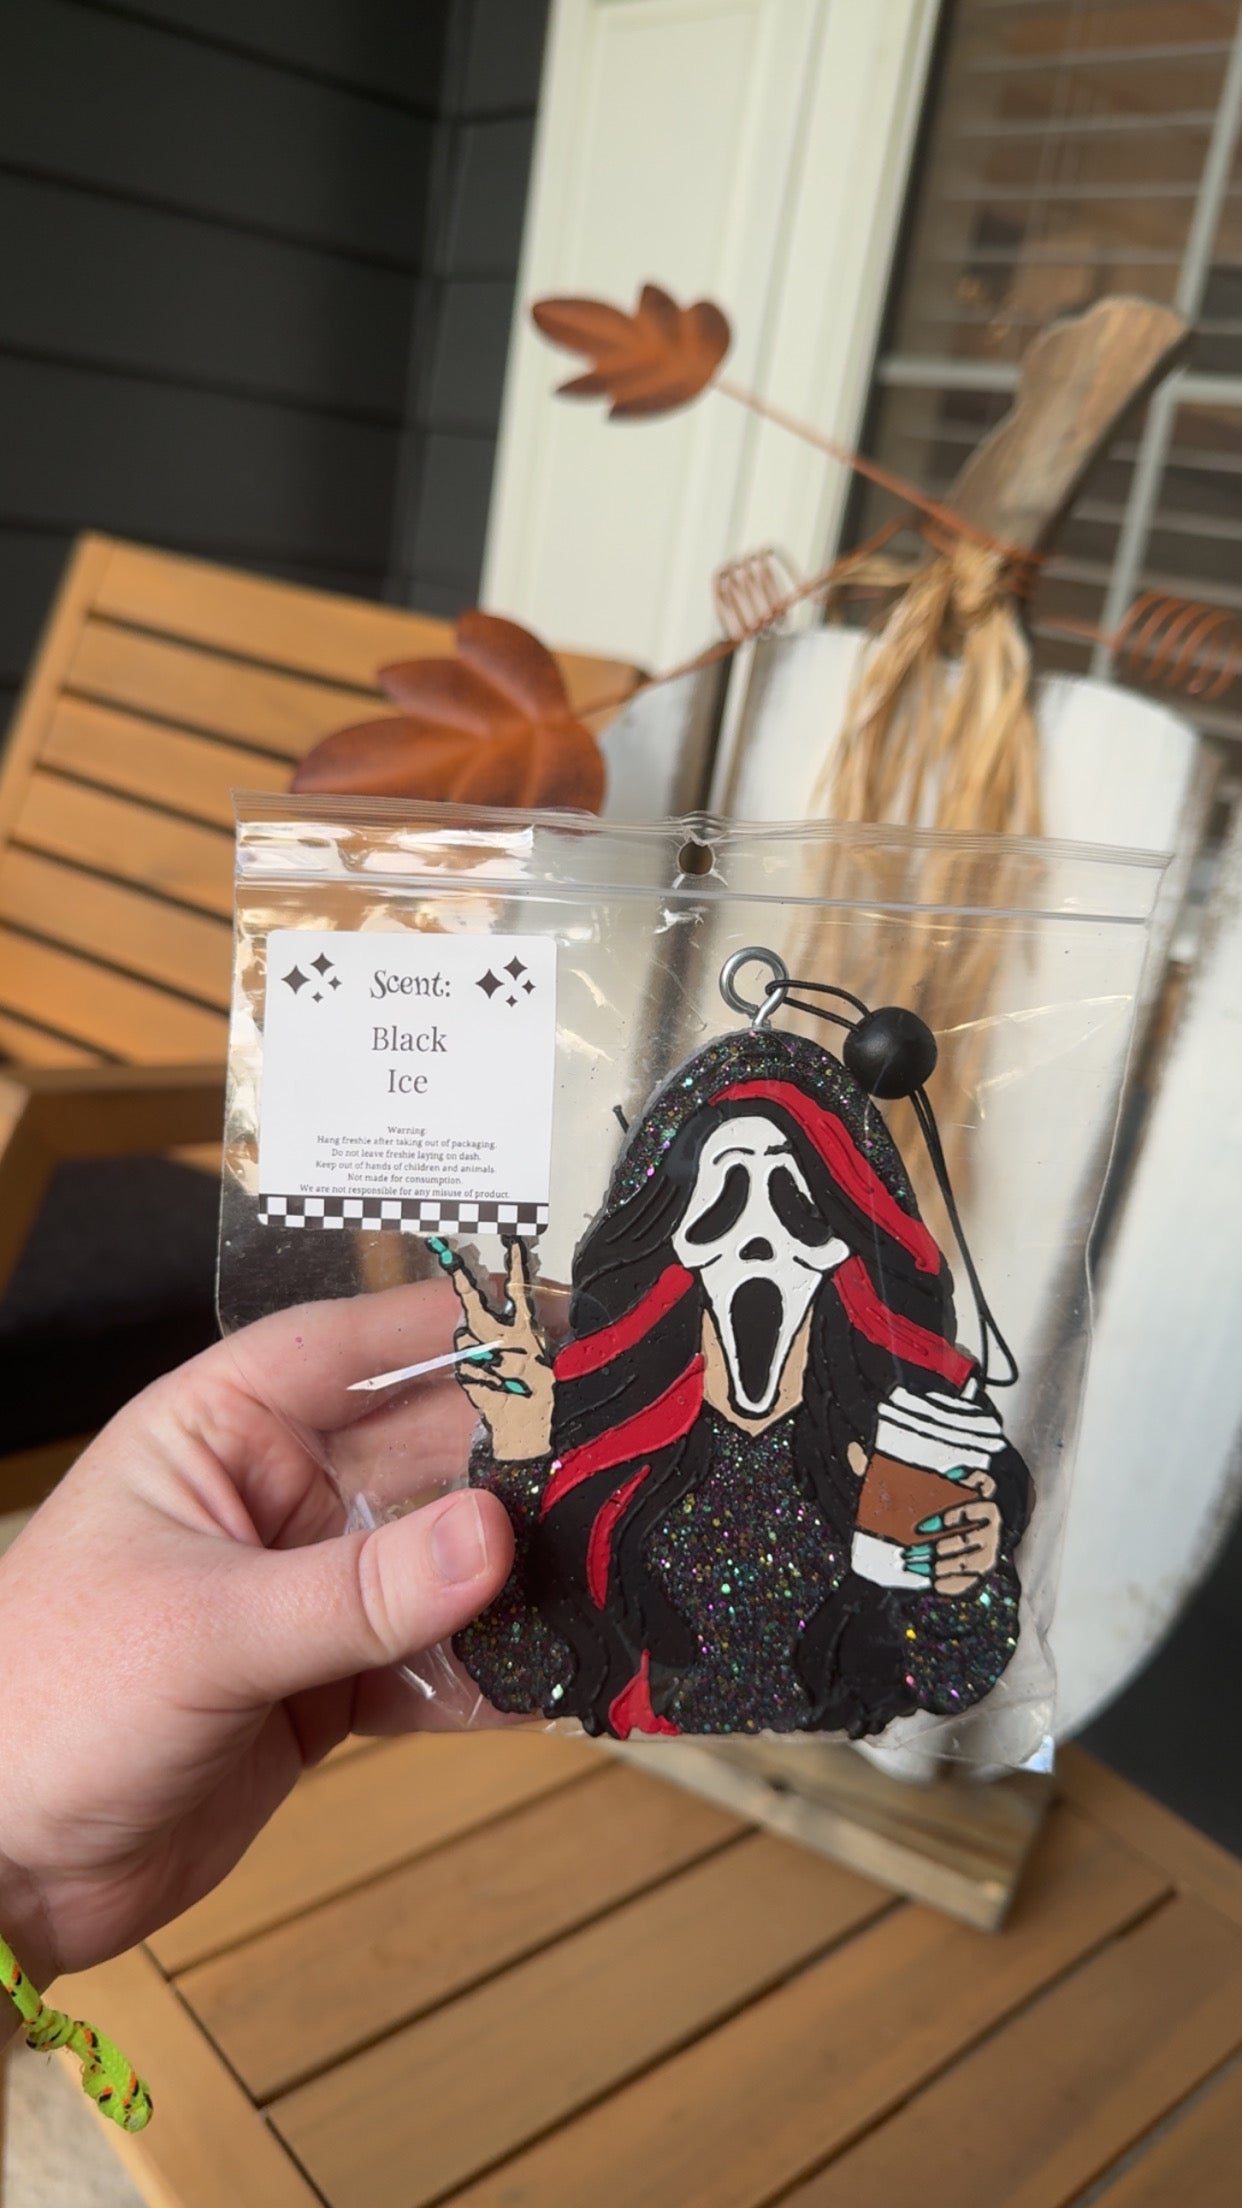 Scent:
Black
Ice
Warning:
Hang freshie after taking out of packaging.
Do not leave freshie laying on dash.
Keep out of hands of children and animals.
Not made for consumption.
We are not responsible for any misuse of product.